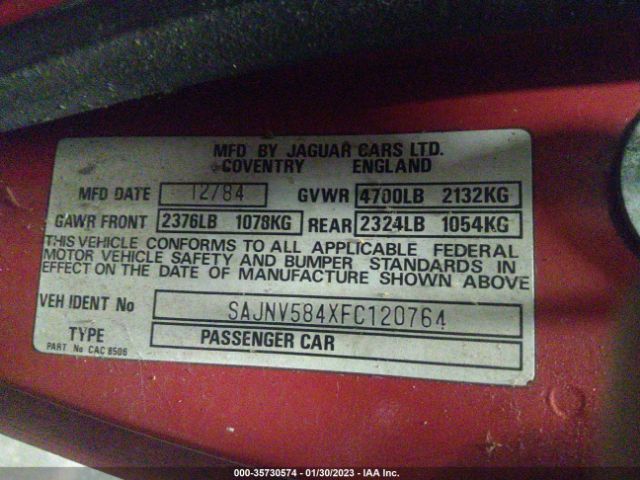 MFD BY JAGUAR CARS LTD.
COVENTRY ENGLAND
MFD DATE 12/84 GVWR 4700LB 2132KG
GAWR FRONT 2376LB 1078KG REAR 2324LB 1054KG
THIS VEHICLE CONFORMS TO ALL APPLICABLE FEDERAL
MOTOR VEHICLE SAFETY AND BUMPER STANDARDS IN
EFFECT ON THE DATE OF MANUFACTURE SHOWN ABOVE
VEH IDENT No SAJNV584XFC120764
TYPE PASSENGER CAR
PART No CAC 8506
000-35730574 - 01/30/2023 - IAA Inc.